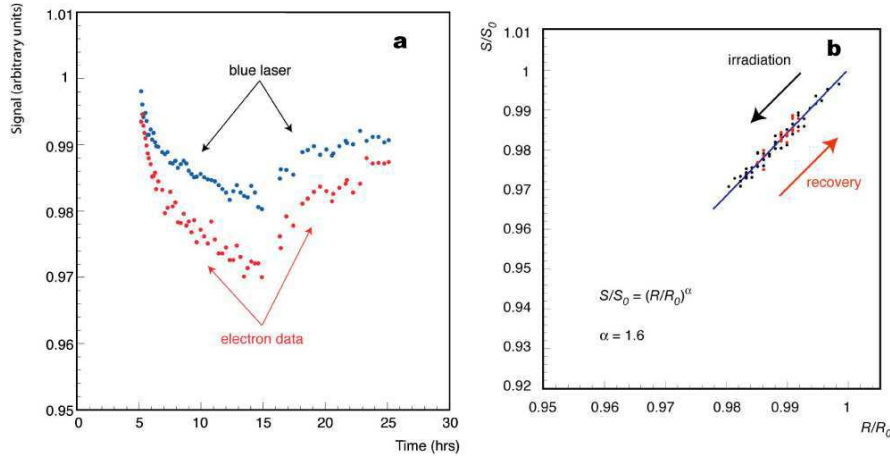 Signal (arbitrary units)
1.01
1
0.99
0.98
0.97
0.96
0.95
a
blue laser
electron data
0
5
10
15
20
25
30
Time (hrs)
S/S₀
1.01
1
0.99
0.98
0.97
0.96
0.95
0.94
0.93
0.92
b
irradiation
recovery
S/S₀ = (R/R₀)^α
α = 1.6
0.95
0.96
0.97
0.98
0.99
1
R/R₀